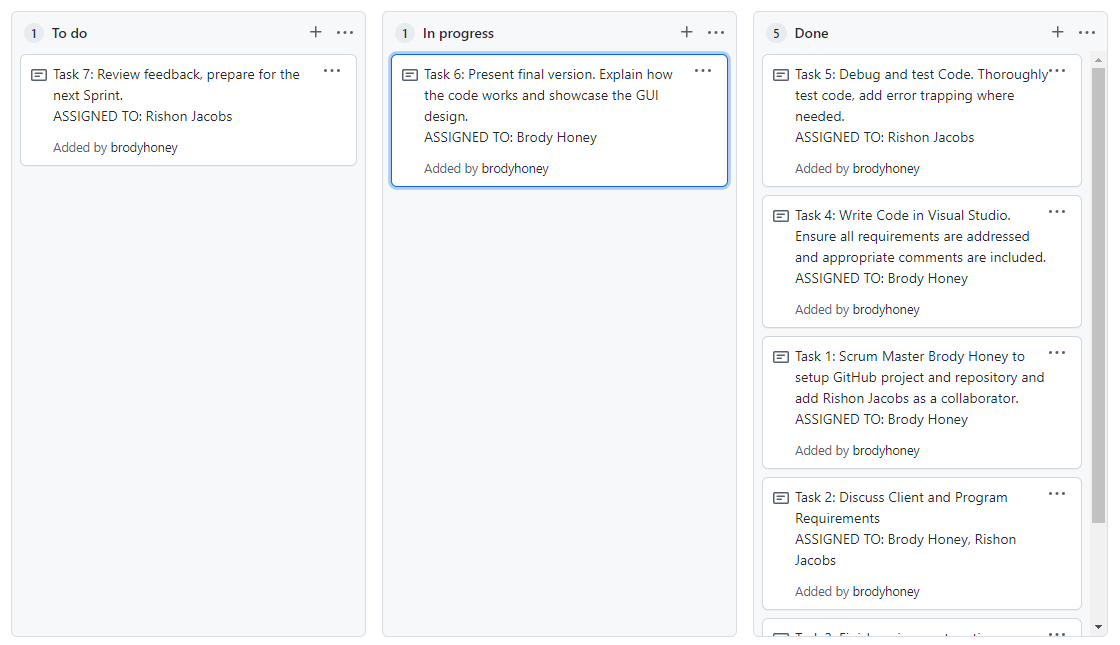 1 To do
Task 7: Review feedback, prepare for the
next Sprint.
ASSIGNED TO: Rishon Jacobs
Added by brodyhoney
1 In progress
Task 6: Present final version. Explain how
the code works and showcase the GUI
design.
ASSIGNED TO: Brody Honey
Added by brodyhoney
5 Done
Task 5: Debug and test Code. Thoroughly
test code, add error trapping where
needed.
ASSIGNED TO: Rishon Jacobs
Added by brodyhoney
Task 4: Write Code in Visual Studio.
Ensure all requirements are addressed
and appropriate comments are included.
ASSIGNED TO: Brody Honey
Added by brodyhoney
Task 1: Scrum Master Brody Honey to
setup GitHub project and repository and
add Rishon Jacobs as a collaborator.
ASSIGNED TO: Brody Honey
Added by brodyhoney
Task 2: Discuss Client and Program
Requirements
ASSIGNED TO: Brody Honey, Rishon
Jacobs
Added by brodyhoney
Task 3: